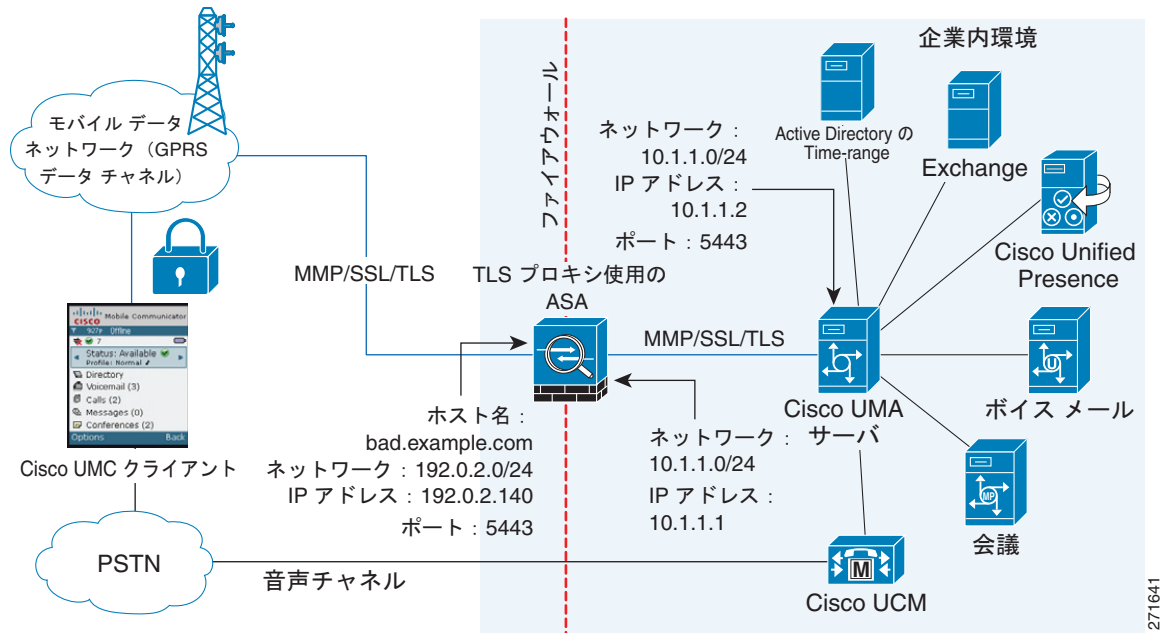 企業内環境
モバイル データ
ネットワーク（GPRS
データ チャネル）
ファイアウォール
ネットワーク：
10.1.1.0/24
IP アドレス：
10.1.1.2
ポート：5443
Active Directory の
Time-range
Exchange
Cisco Unified
Presence
MMP/SSL/TLS
TLS プロキシ使用の
ASA
MMP/SSL/TLS
CISCO Mobile Communicator
Offline
7
Status: Available
Profile: Normal
Directory
Voicemail (3)
Calls (2)
Messages (0)
Conferences (2)
Options Back
Cisco UMC クライアント
ホスト名：
bad.example.com
ネットワーク：192.0.2.0/24
IP アドレス：192.0.2.140
ポート：5443
ネットワーク：
10.1.1.0/24
IP アドレス：
10.1.1.1
Cisco UMA
サーバ
U
ボイス メール
MP
会議
PSTN
音声チャネル
M
Cisco UCM
271641